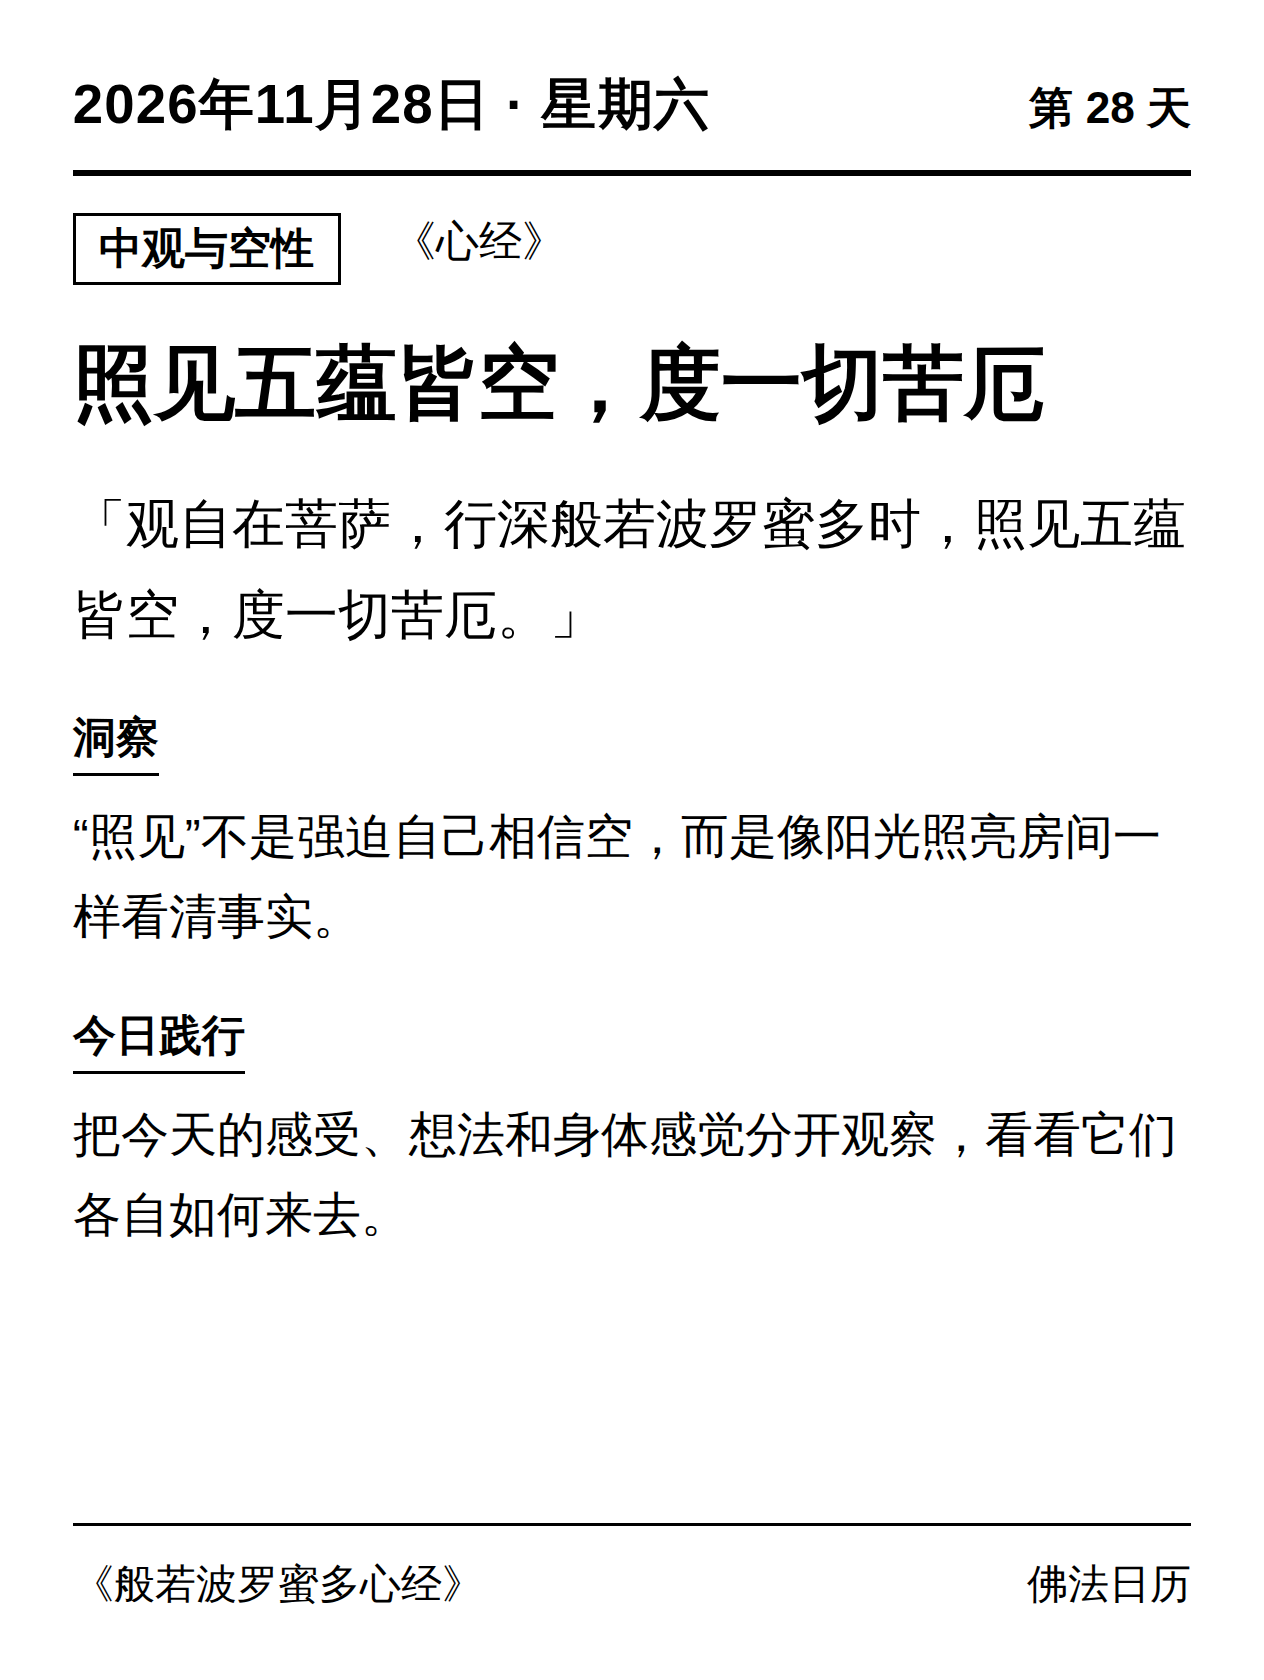 2026年11月28日 · 星期六
第 28 天
中观与空性
《心经》
照见五蕴皆空，度一切苦厄
「观自在菩萨，行深般若波罗蜜多时，照见五蕴
皆空，度一切苦厄。」
洞察
“照见”不是强迫自己相信空，而是像阳光照亮房间一
样看清事实。
今日践行
把今天的感受、想法和身体感觉分开观察，看看它们
各自如何来去。
《般若波罗蜜多心经》
佛法日历